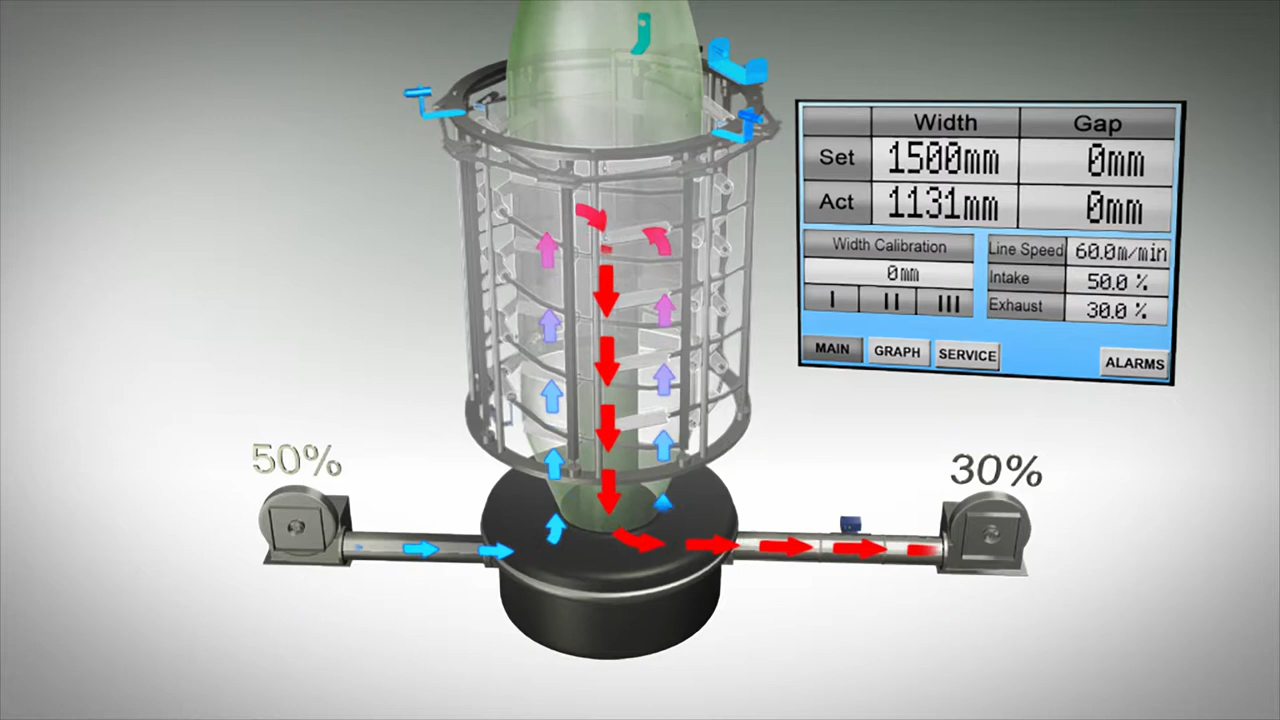 Width Gap
Set 1500mm 0mm
Act 1131mm 0mm
Width Calibration
0mm
I II III
Line Speed 60.0m/min
Intake 50.0 %
Exhaust 30.0 %
MAIN GRAPH SERVICE ALARMS
50%
30%